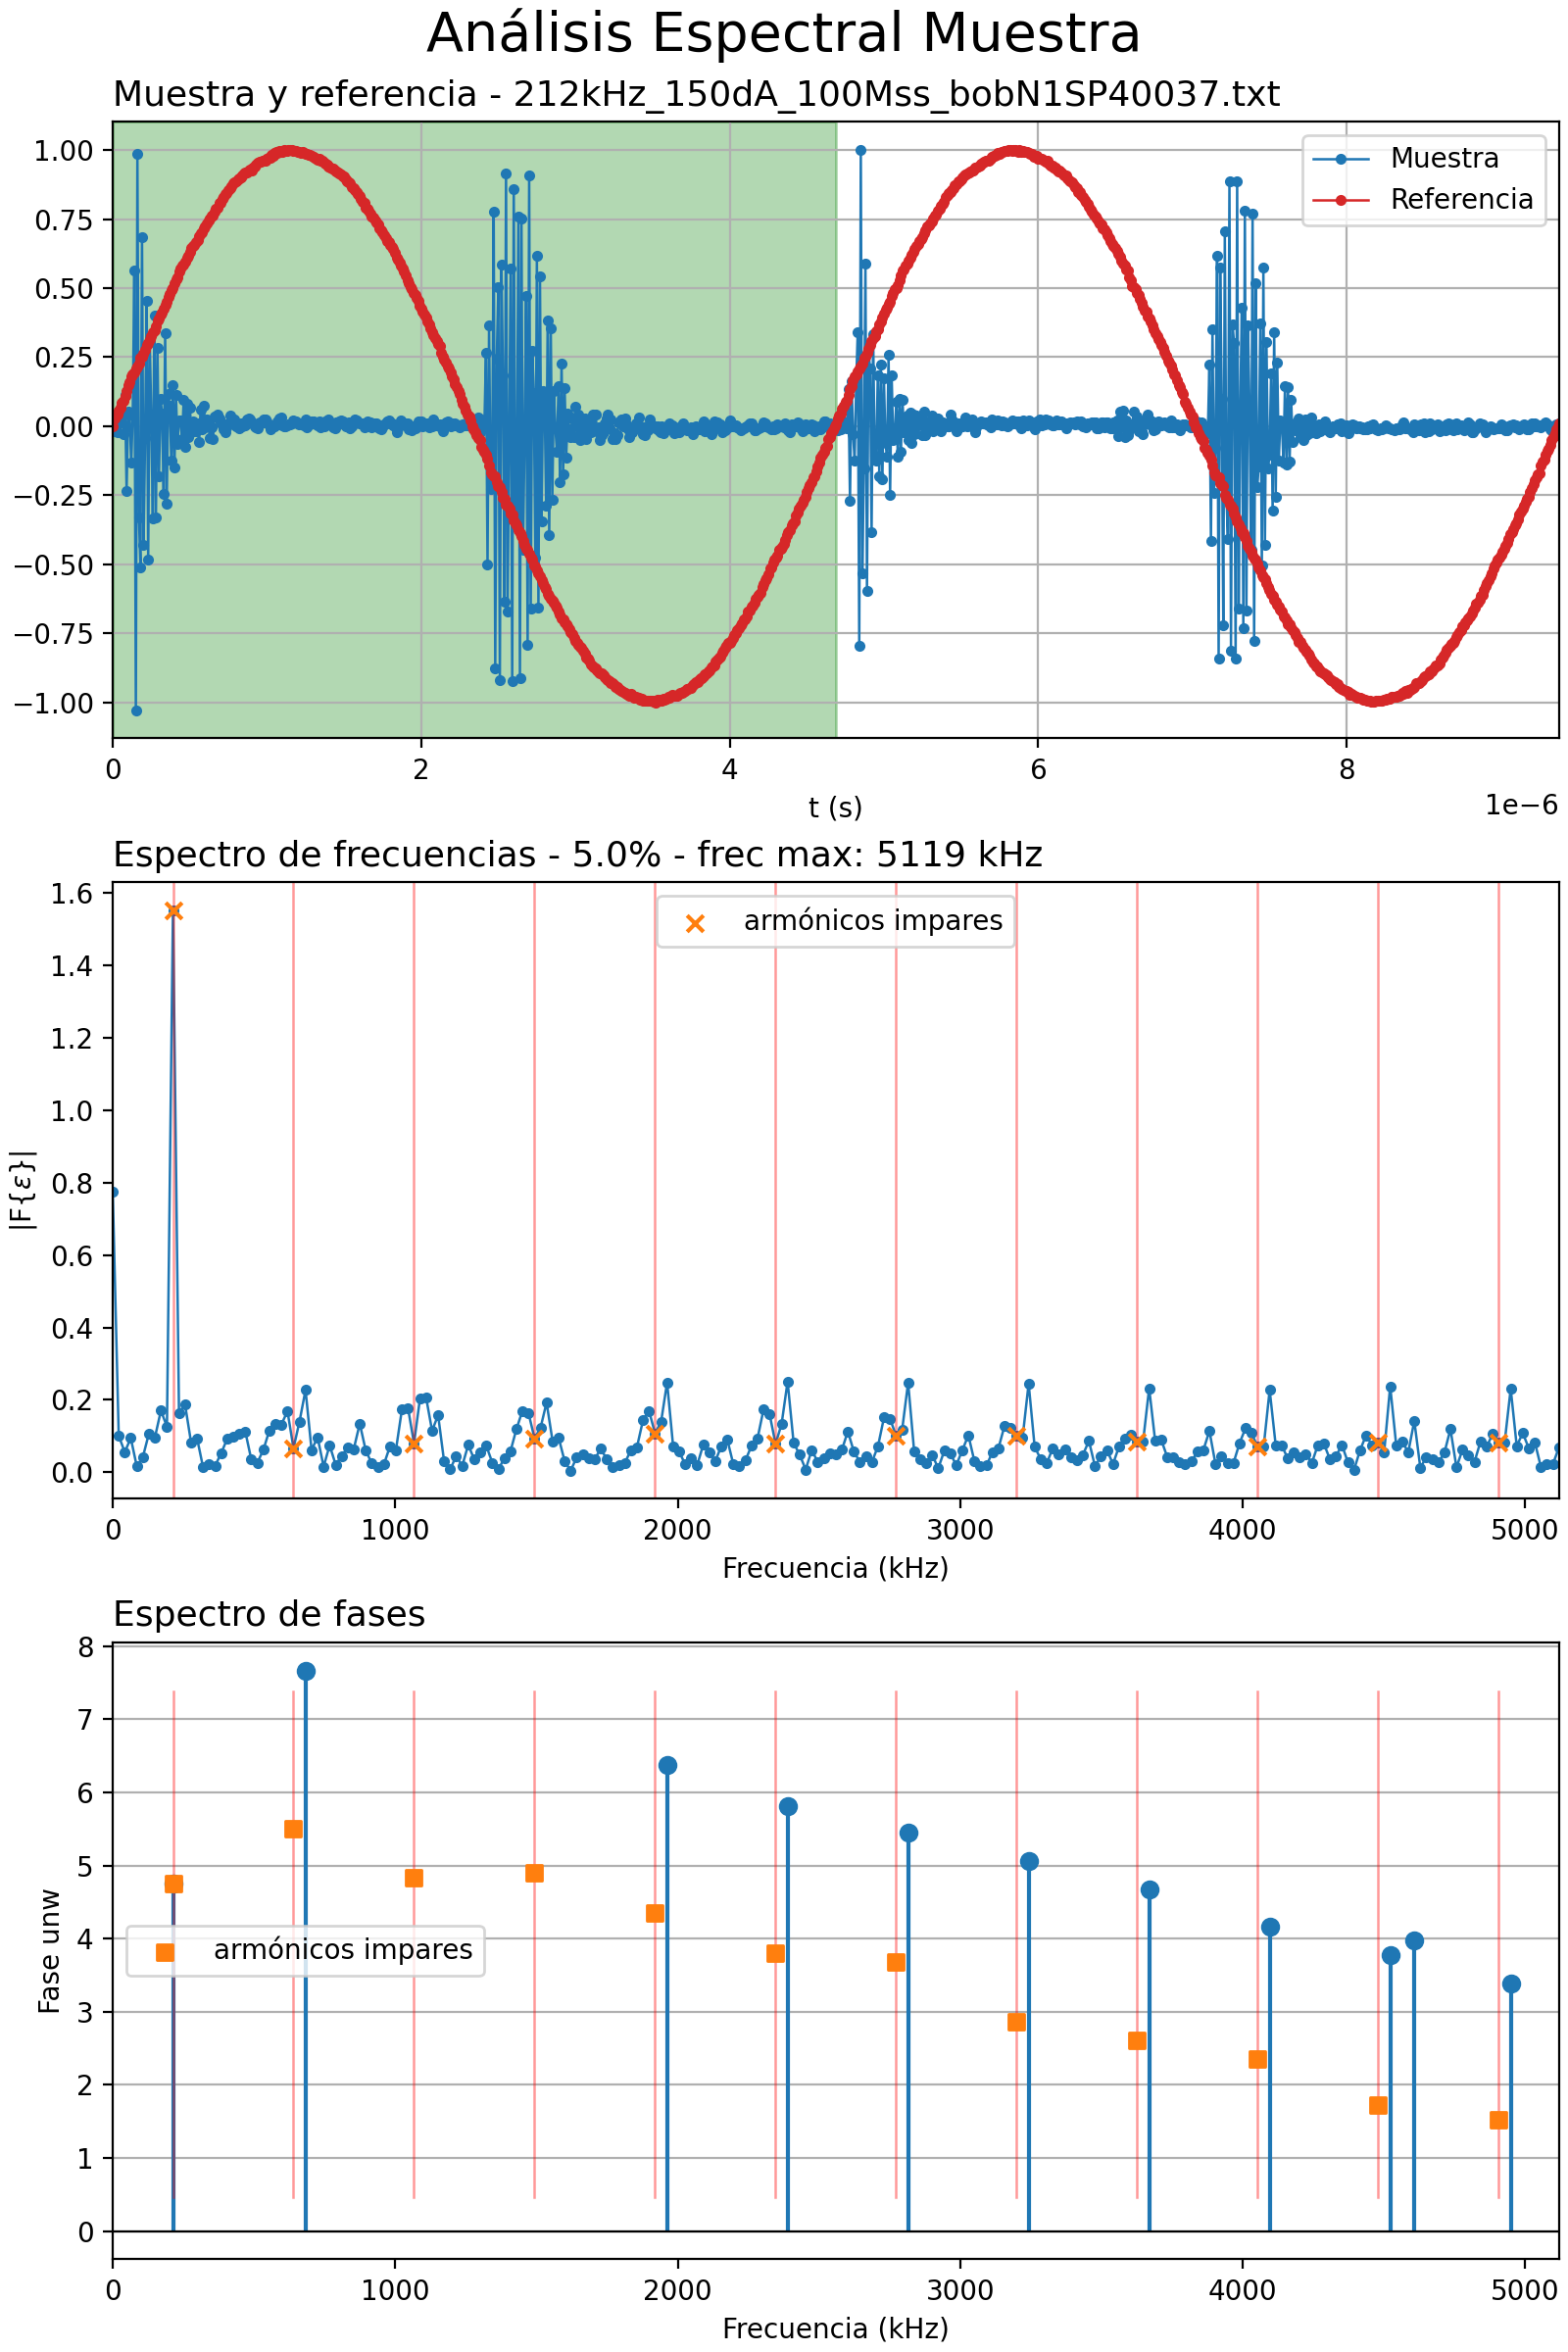 Análisis Espectral Muestra
Muestra y referencia - 212kHz_150dA_100Mss_bobN1SP40037.txt
Muestra
Referencia
1.00
0.75
0.50
0.25
0.00
−0.25
−0.50
−0.75
−1.00
0 2 4 6 8
1e−6
t (s)
Espectro de frecuencias - 5.0% - frec max: 5119 kHz
armónicos impares
|F{ε}|
1.6
1.4
1.2
1.0
0.8
0.6
0.4
0.2
0.0
0 1000 2000 3000 4000 5000
Frecuencia (kHz)
Espectro de fases
Fase unw
8
7
6
5
4
3
2
1
0
armónicos impares
0 1000 2000 3000 4000 5000
Frecuencia (kHz)